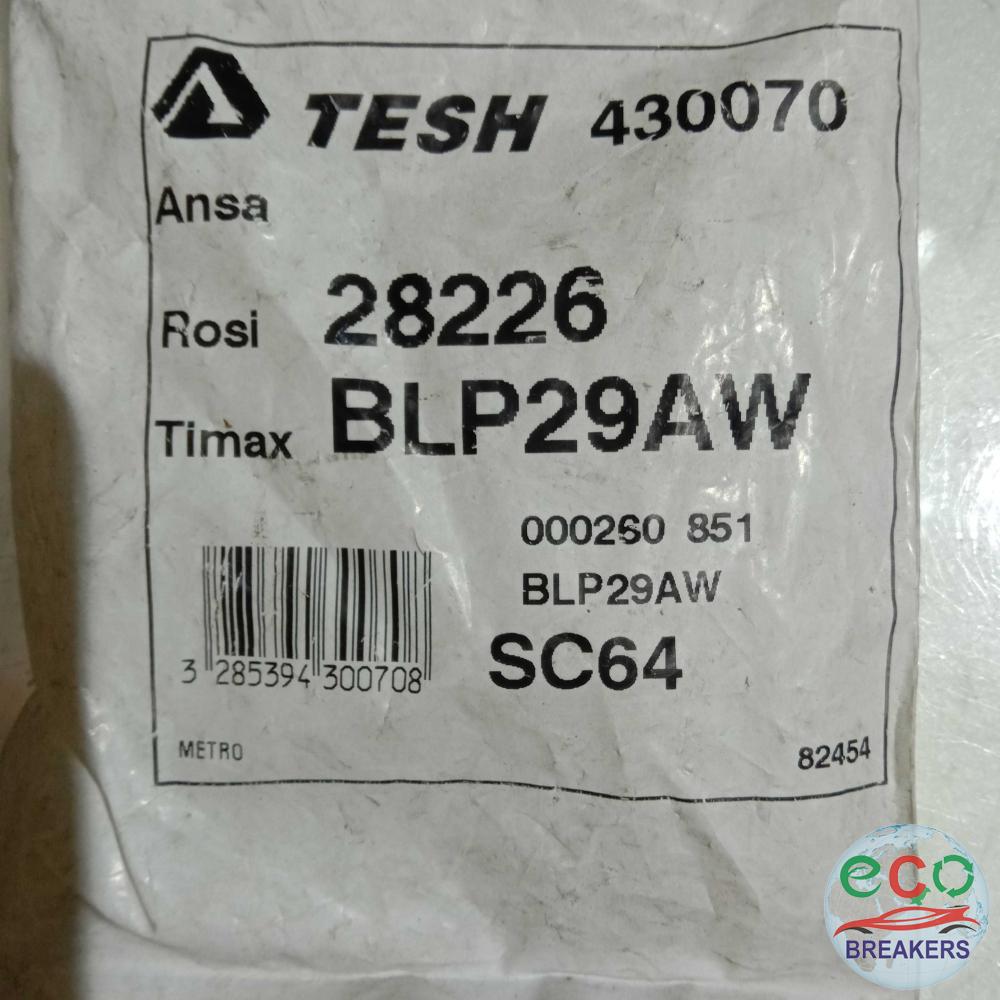 TESH 430070
Ansa
Rosi 28226
Timax BLP29AW
000260 851
BLP29AW
SC64
3 285394 300708
METRO
82454
eco
BREAKERS